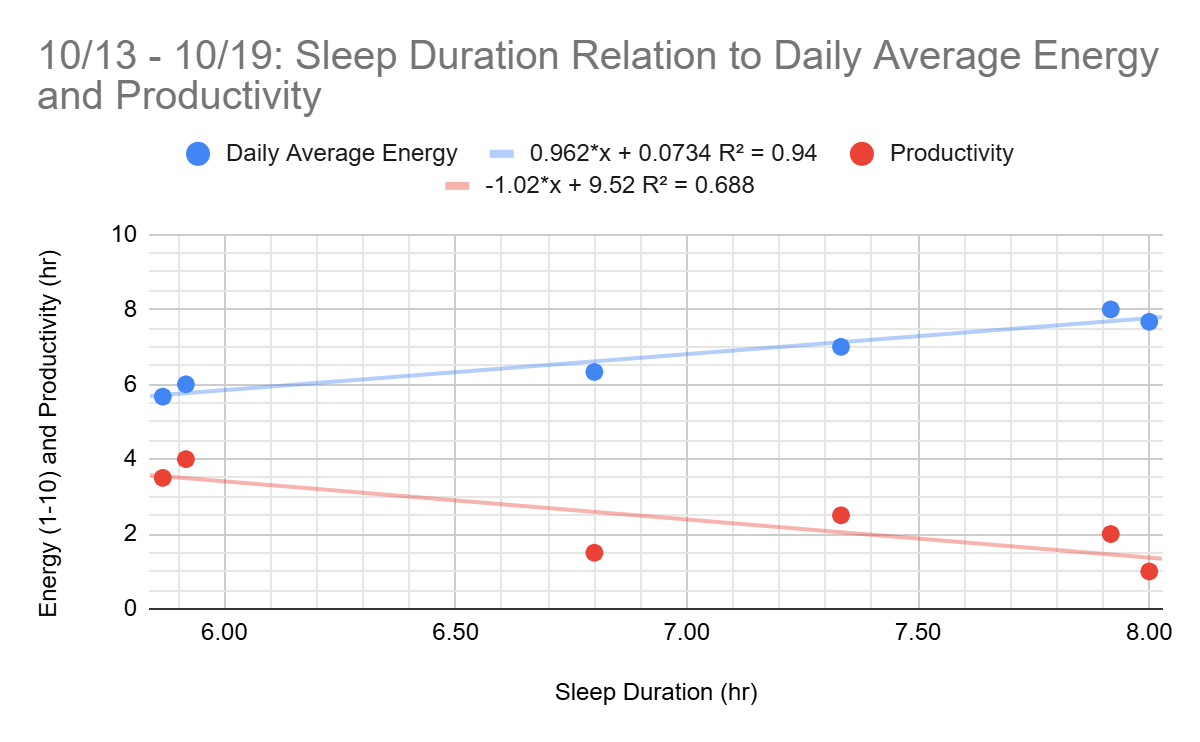 10/13 - 10/19: Sleep Duration Relation to Daily Average Energy
and Productivity
Daily Average Energy
0.962*x + 0.0734 R² = 0.94
Productivity
-1.02*x + 9.52 R² = 0.688
Energy (1-10) and Productivity (hr)
10
8
6
4
2
0
6.00
6.50
7.00
7.50
8.00
Sleep Duration (hr)